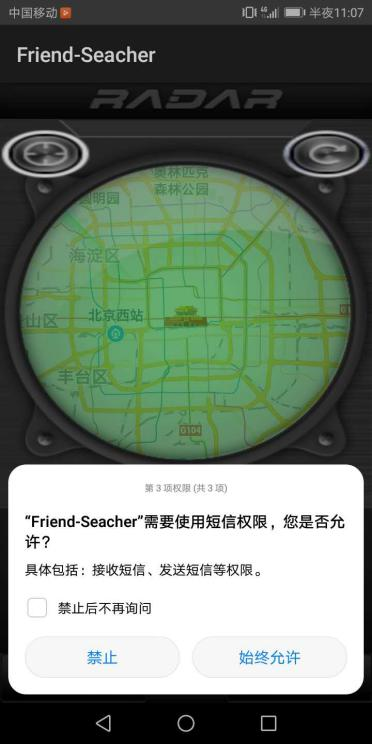 中国移动
4G
半夜11:07
Friend-Seacher
RADAR
奥林匹克
森林公园
圆明园
海淀区
北京西站
山区
丰台区
G104
第 3 项权限 (共 3 项)
“Friend-Seacher”需要使用短信权限，您是否允
许？
具体包括：接收短信、发送短信等权限。
禁止后不再询问
禁止
始终允许